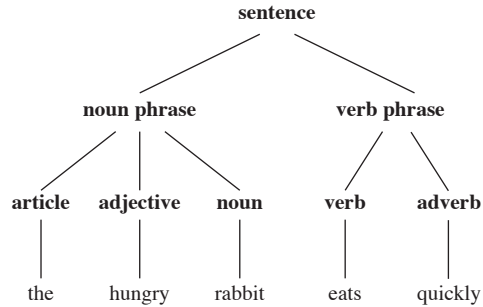 sentence
noun phrase verb phrase
article adjective noun verb adverb
the hungry rabbit eats quickly